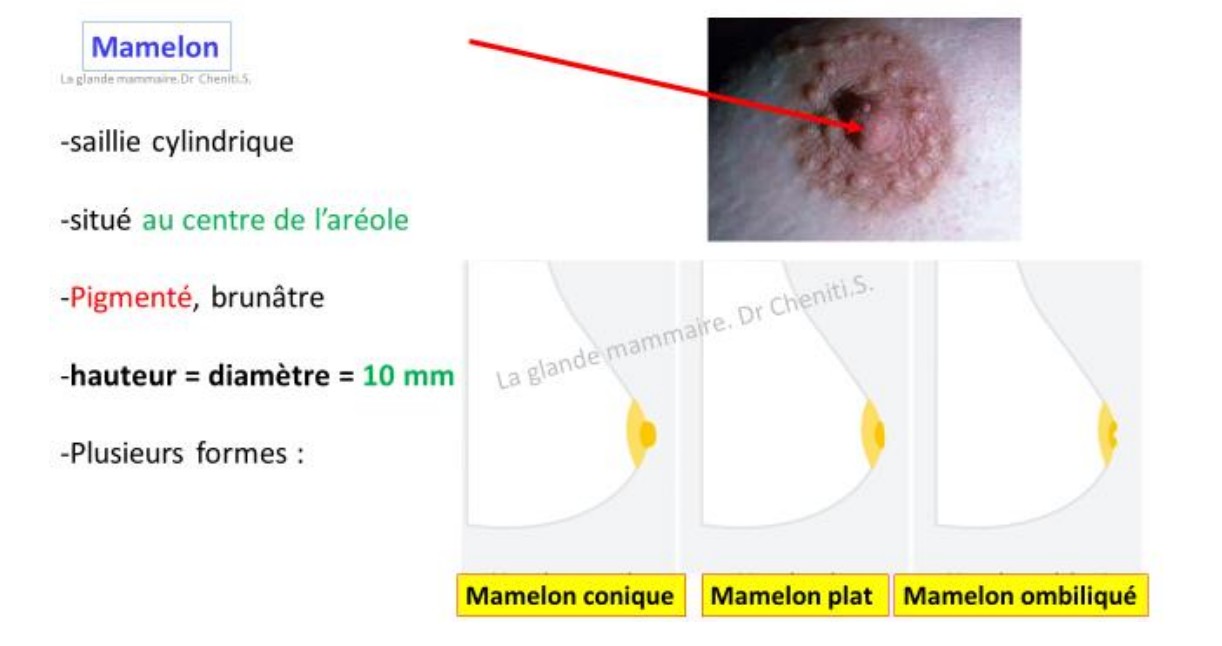 Mamelon
La glande mammaire.Dr Cheniti.S.
-saillie cylindrique
-situé au centre de l'aréole
-Pigmenté, brunâtre
-hauteur = diamètre = 10 mm
-Plusieurs formes :
La glande mammaire. Dr Cheniti.S.
Mamelon conique
Mamelon plat
Mamelon ombiliqué